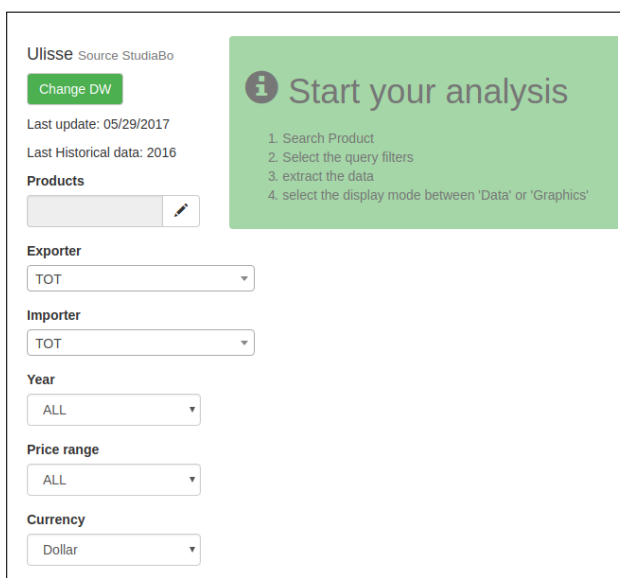 Ulisse Source StudiaBo
Change DW
Last update: 05/29/2017
Last Historical data: 2016
Products
Exporter
TOT
Importer
TOT
Year
ALL
Price range
ALL
Currency
Dollar
Start your analysis
1. Search Product
2. Select the query filters
3. extract the data
4. select the display mode between 'Data' or 'Graphics'